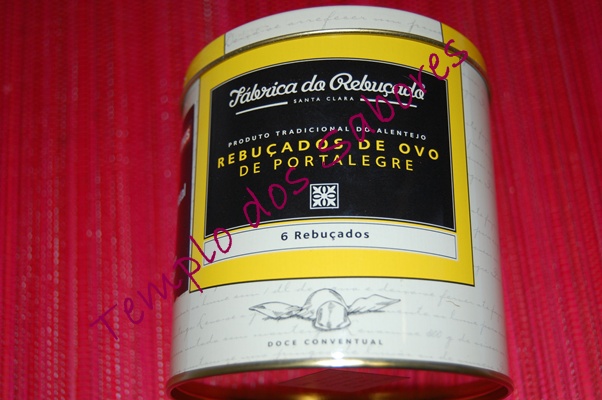 Fábrica do Rebuçado
SANTA CLARA
PRODUTO TRADICIONAL DO ALENTEJO
REBUÇADOS DE OVO
DE PORTALEGRE
6 Rebuçados
DOCE CONVENTUAL
Templo dos Saberes